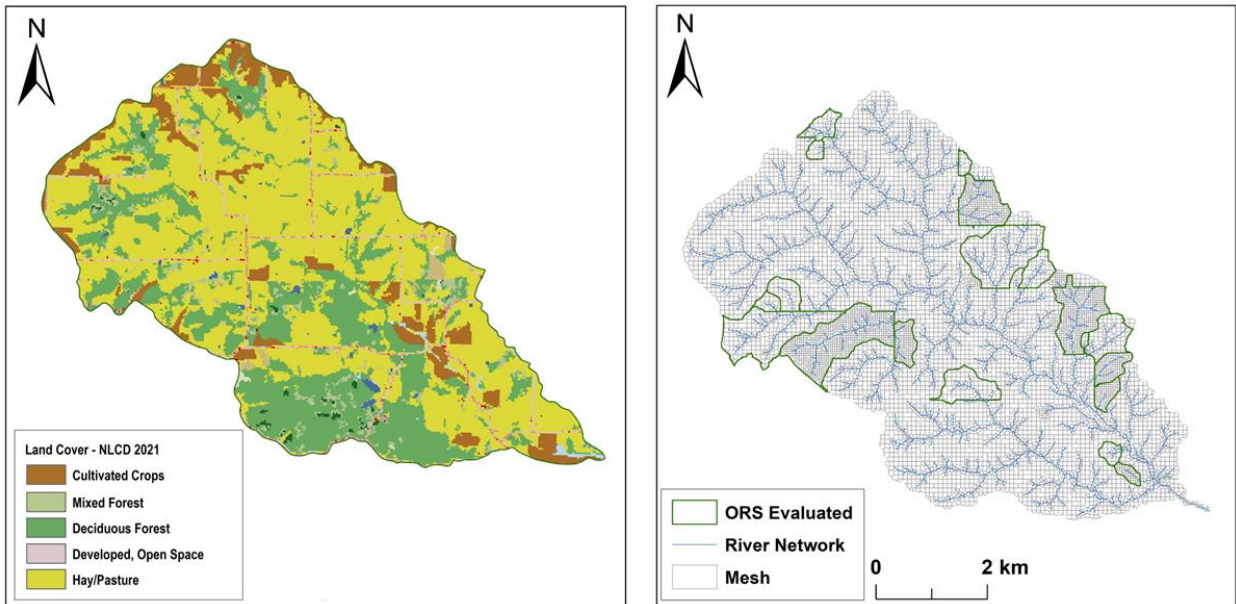 N
Land Cover - NLCD 2021
Cultivated Crops
Mixed Forest
Deciduous Forest
Developed, Open Space
Hay/Pasture
N
ORS Evaluated
River Network
Mesh
0 2 km